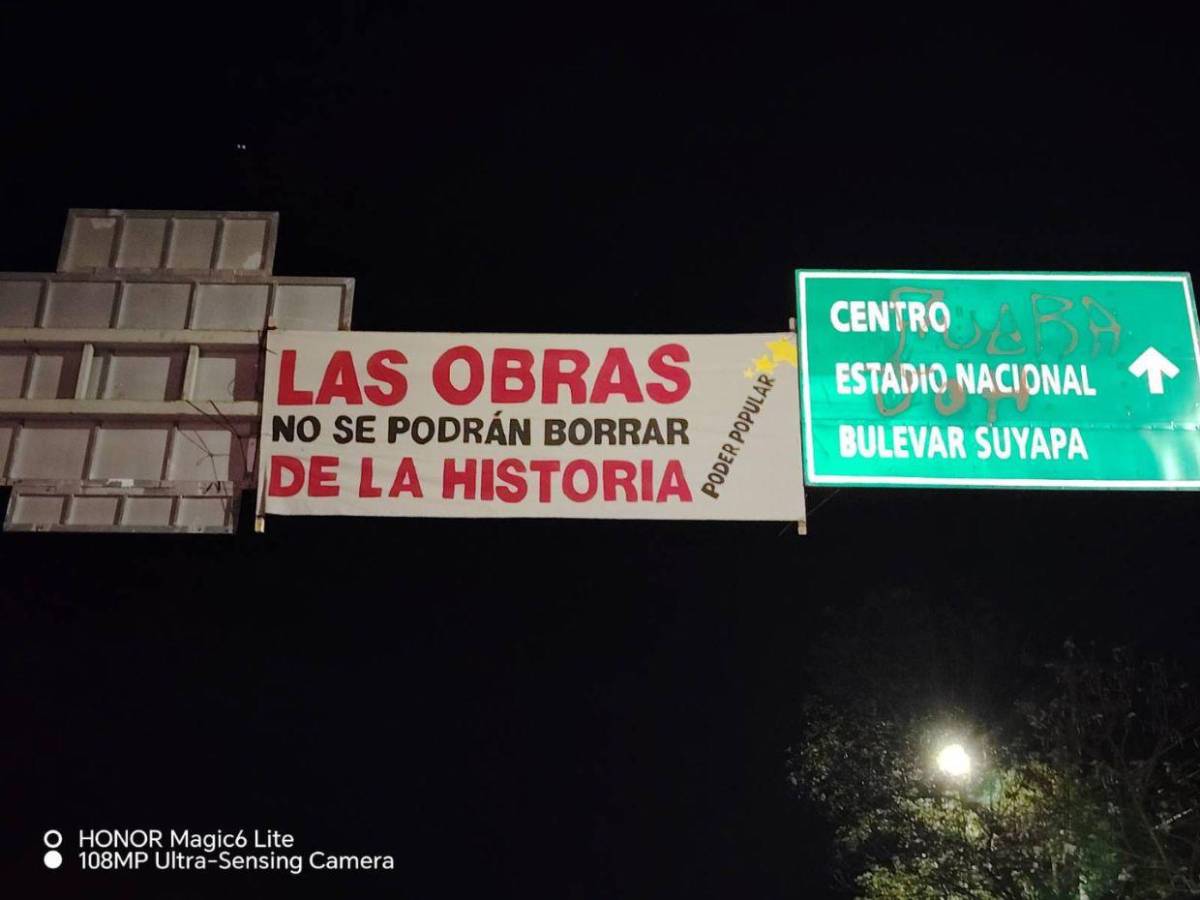 LAS OBRAS
NO SE PODRÁN BORRAR
DE LA HISTORIA
PODER POPULAR
CENTRO
ESTADIO NACIONAL
BULEVAR SUYAPA
FUERA
JOH
HONOR Magic6 Lite
108MP Ultra-Sensing Camera